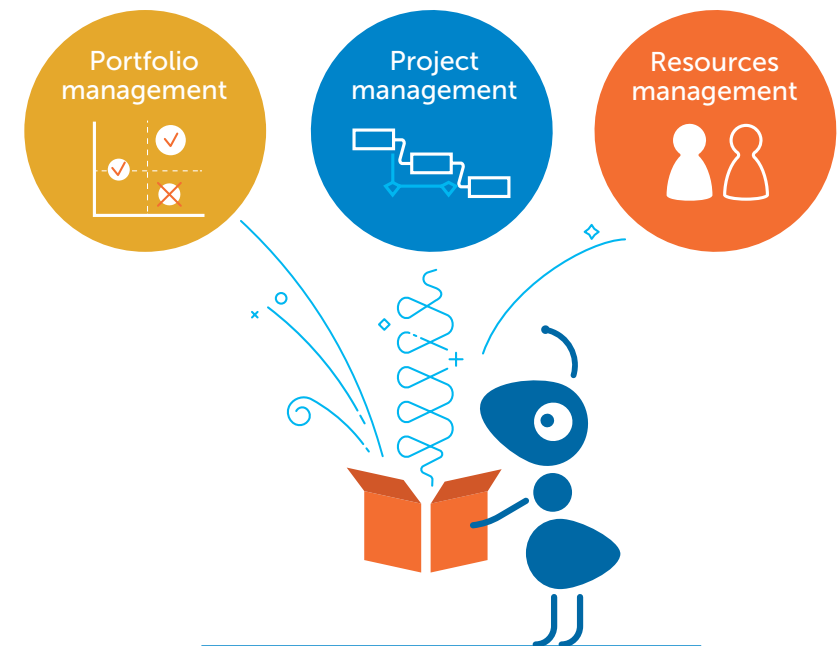 Portfolio
management
Project
management
Resources
management